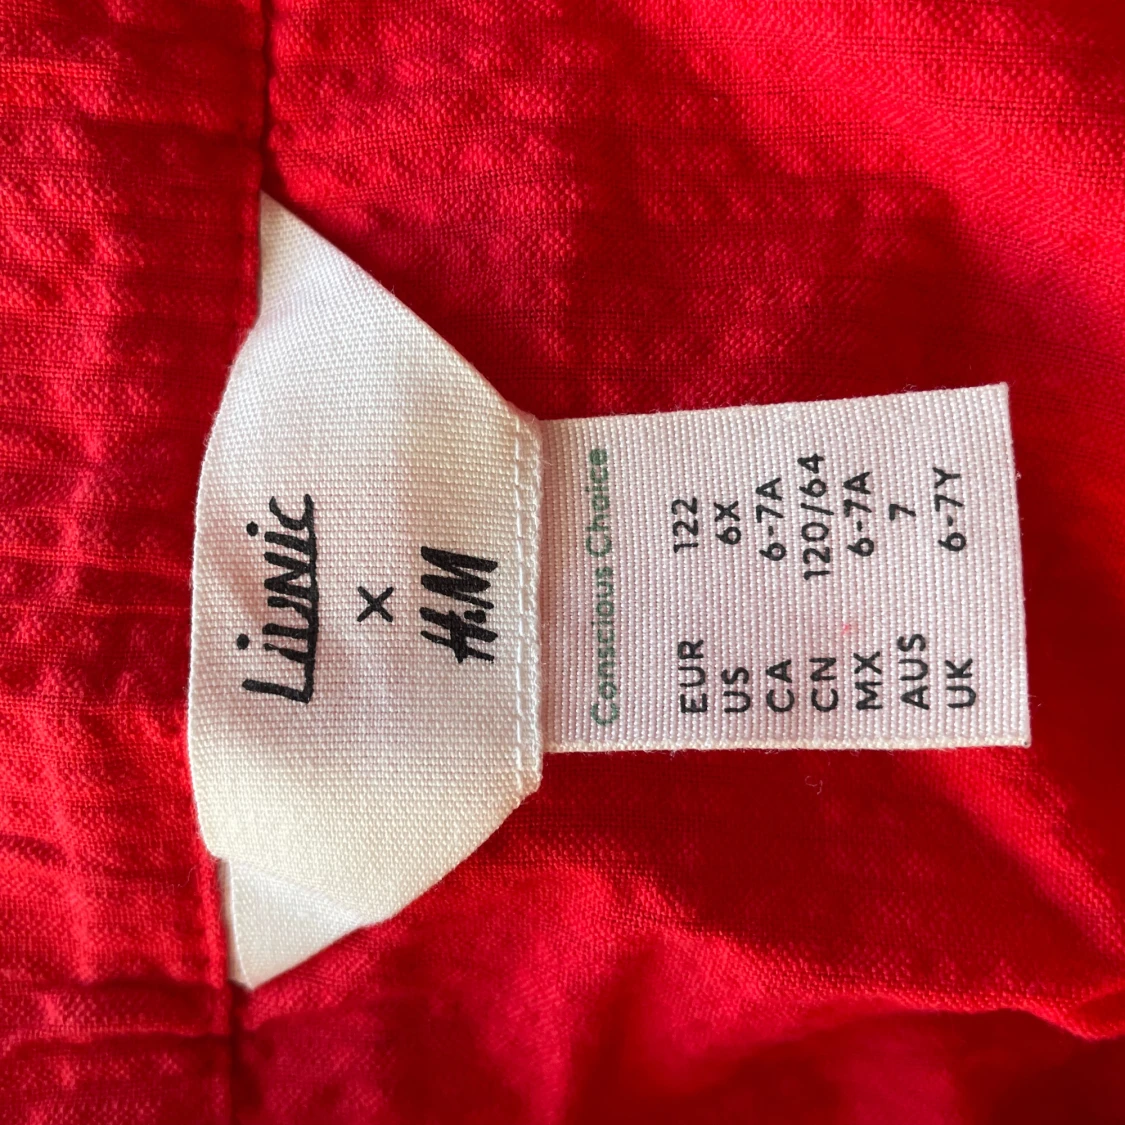 Liunic
x
H&M
Conscious Choice
EUR 122
US 6X
CA 6-7A
CN 120/64
MX 6-7A
AUS 7
UK 6-7Y